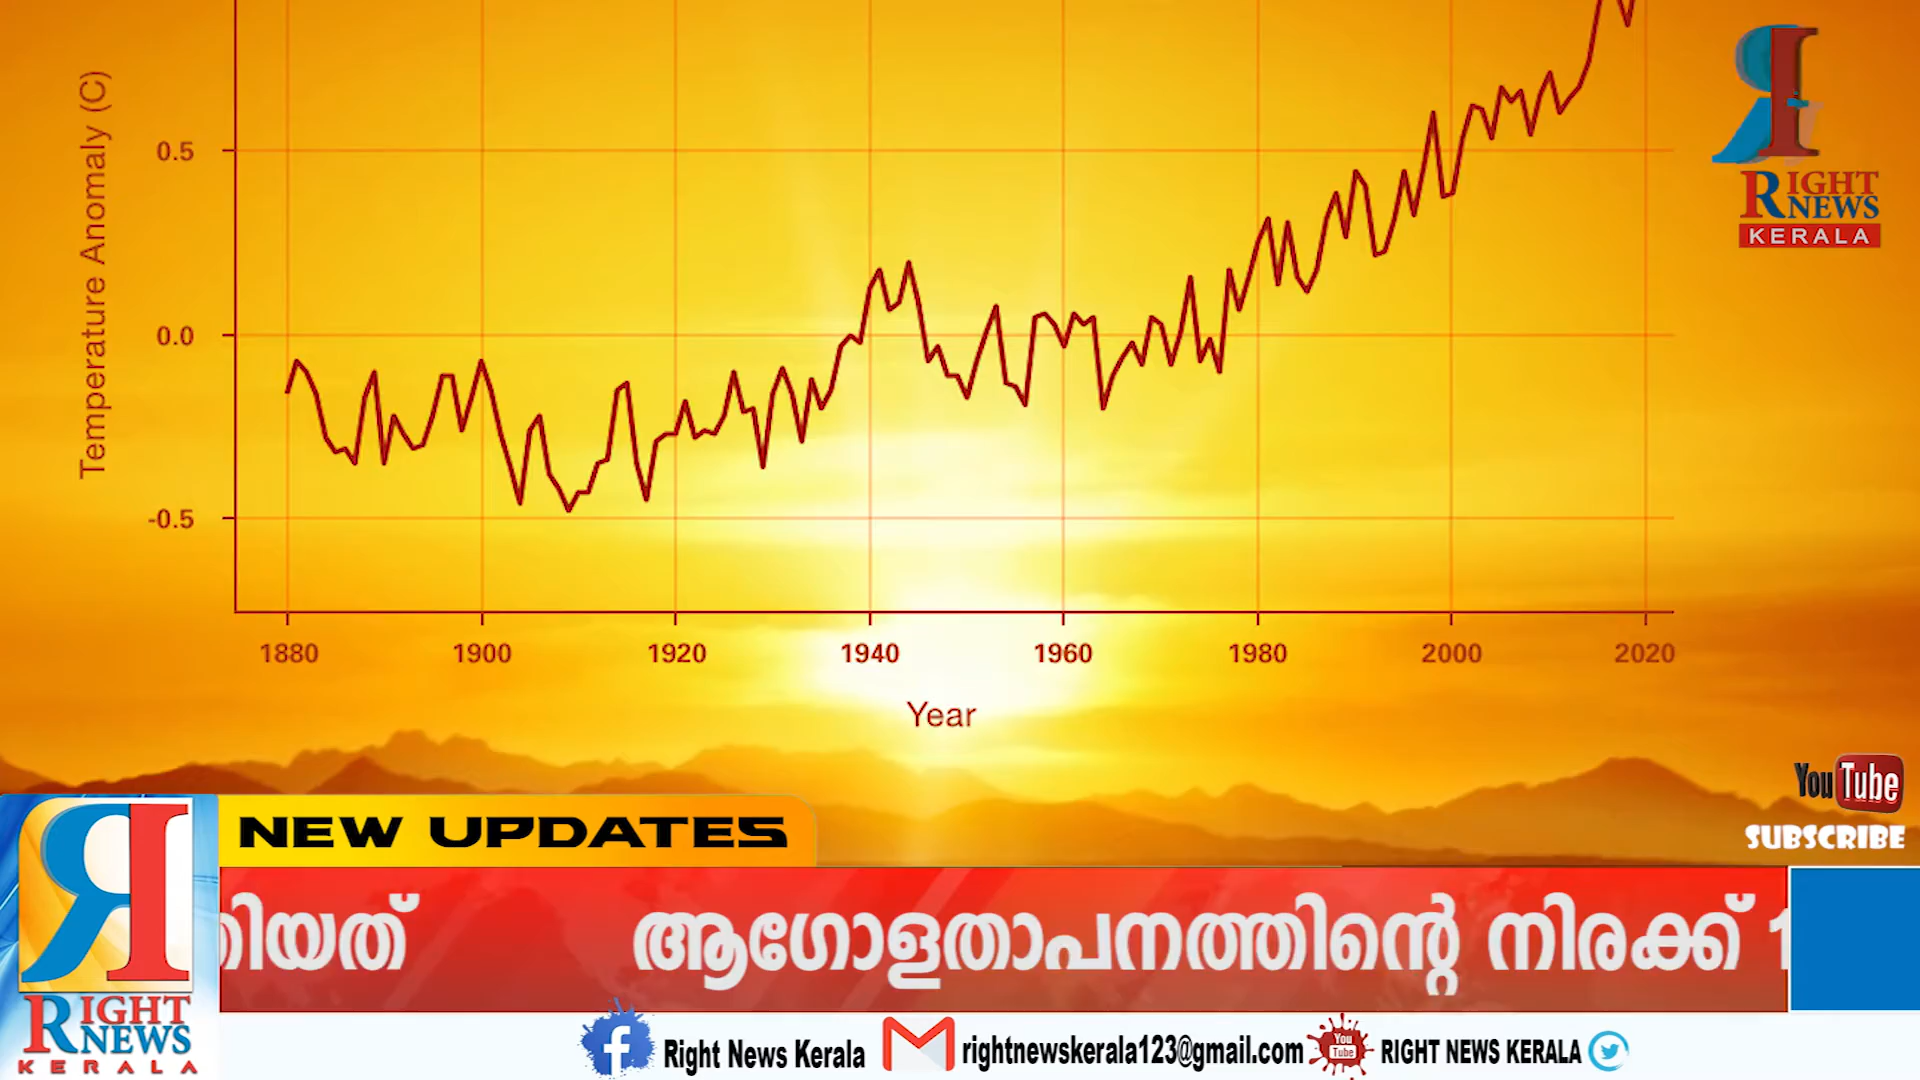 Temperature Anomaly (C)
0.5
0.0
-0.5
1880 1900 1920 1940 1960 1980 2000 2020
Year
RIGHT
NEWS
KERALA
You Tube
SUBSCRIBE
NEW UPDATES
ആഗോളതാപനത്തിന്റെ നിരക്ക്
RIGHT
NEWS
KERALA
Right News Kerala rightnewskerala123@gmail.com You Tube RIGHT NEWS KERALA